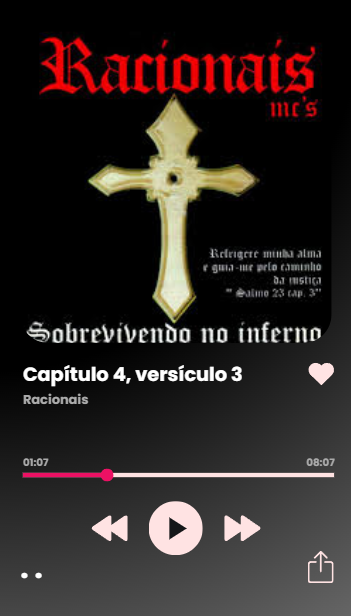 Racionais
mc's
Refrigere minha alma
e guia-me pelo caminho
da justiça
" Salmo 23 cap. 3"
Sobrevivendo no inferno
Capítulo 4, versículo 3
Racionais
01:07 08:07